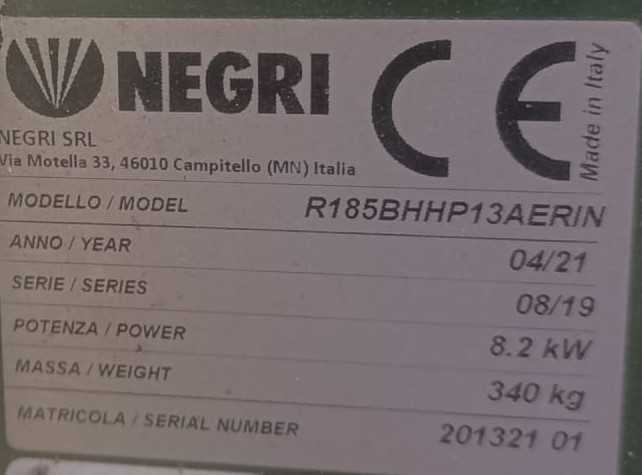 NEGRI
CE
Made in Italy
NEGRI SRL
Via Motella 33, 46010 Campitello (MN) Italia
MODELLO / MODEL R185BHHP13AERIN
ANNO / YEAR 04/21
SERIE / SERIES 08/19
POTENZA / POWER 8.2 kW
MASSA / WEIGHT 340 kg
MATRICOLA / SERIAL NUMBER 201321 01